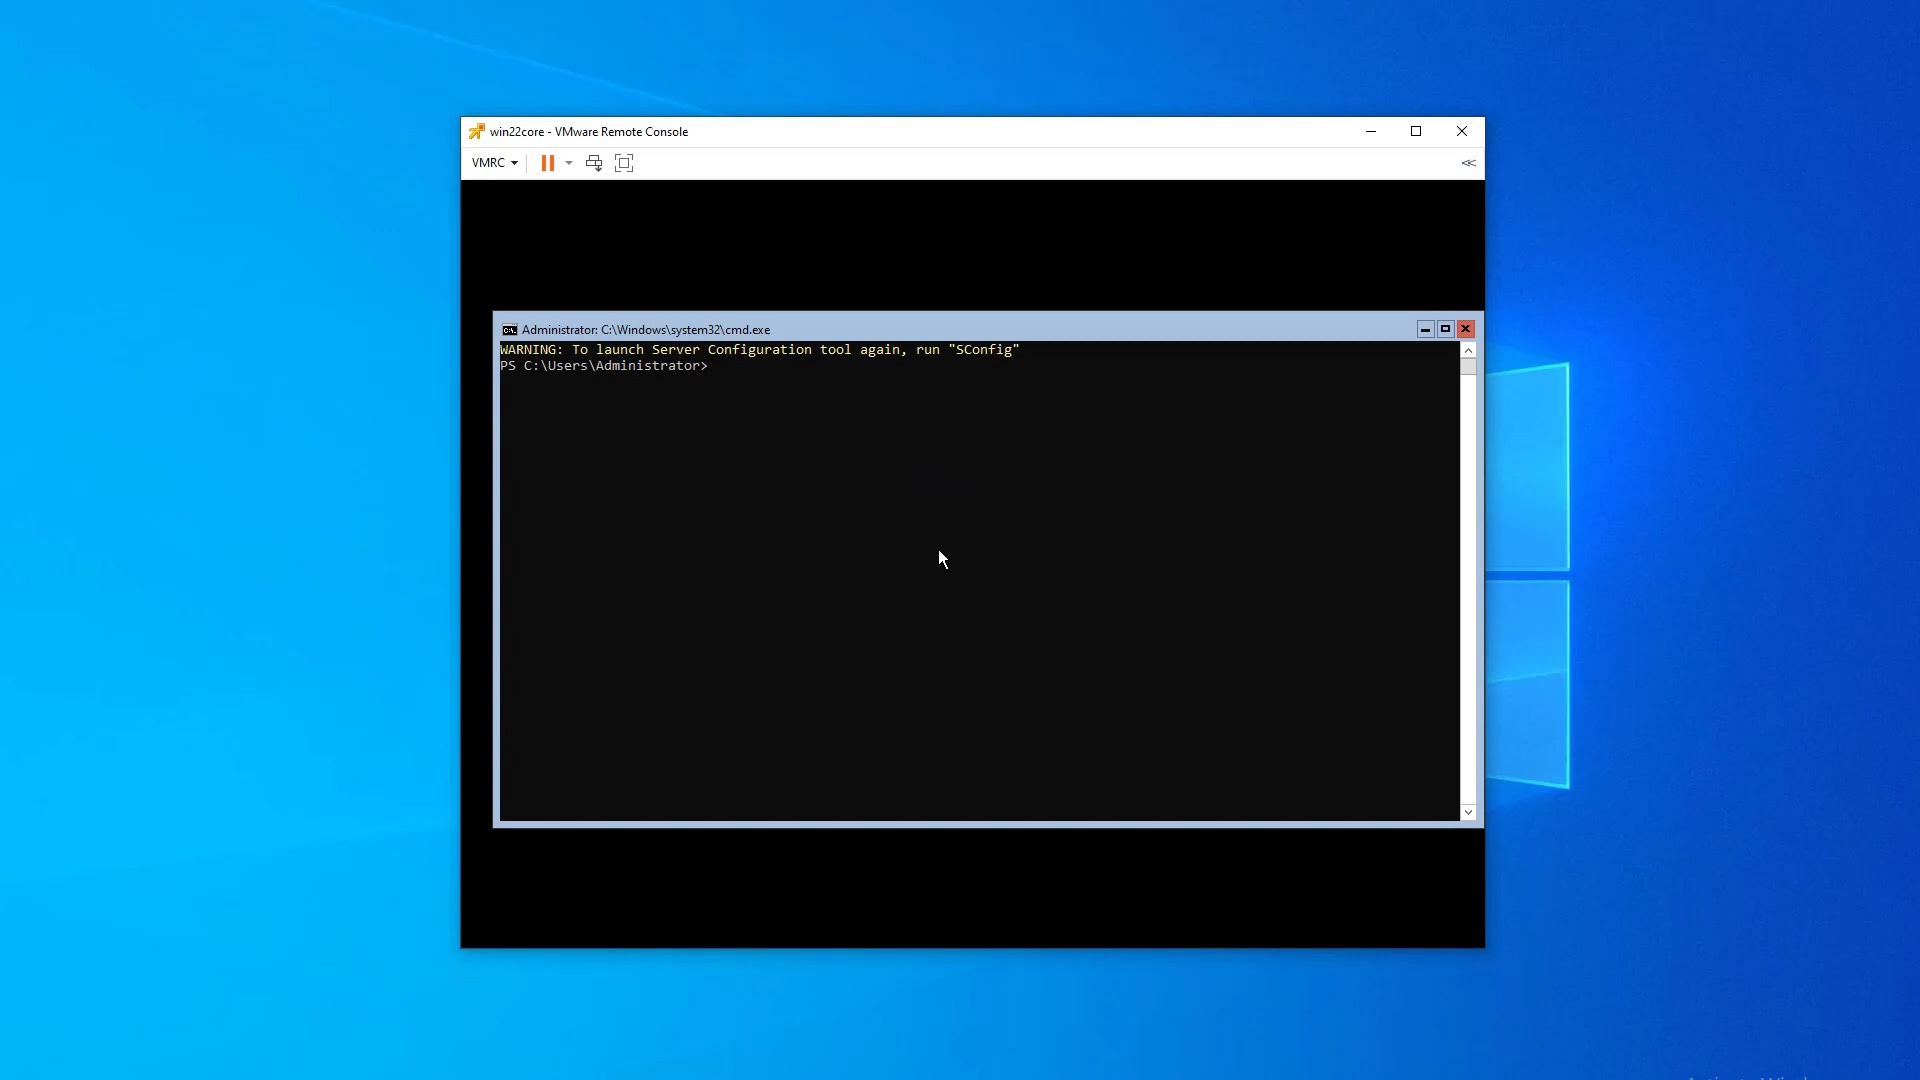 win22core - VMware Remote Console
VMRC
Administrator: C:\Windows\system32\cmd.exe
WARNING: To launch Server Configuration tool again, run "SConfig"
PS C:\Users\Administrator>